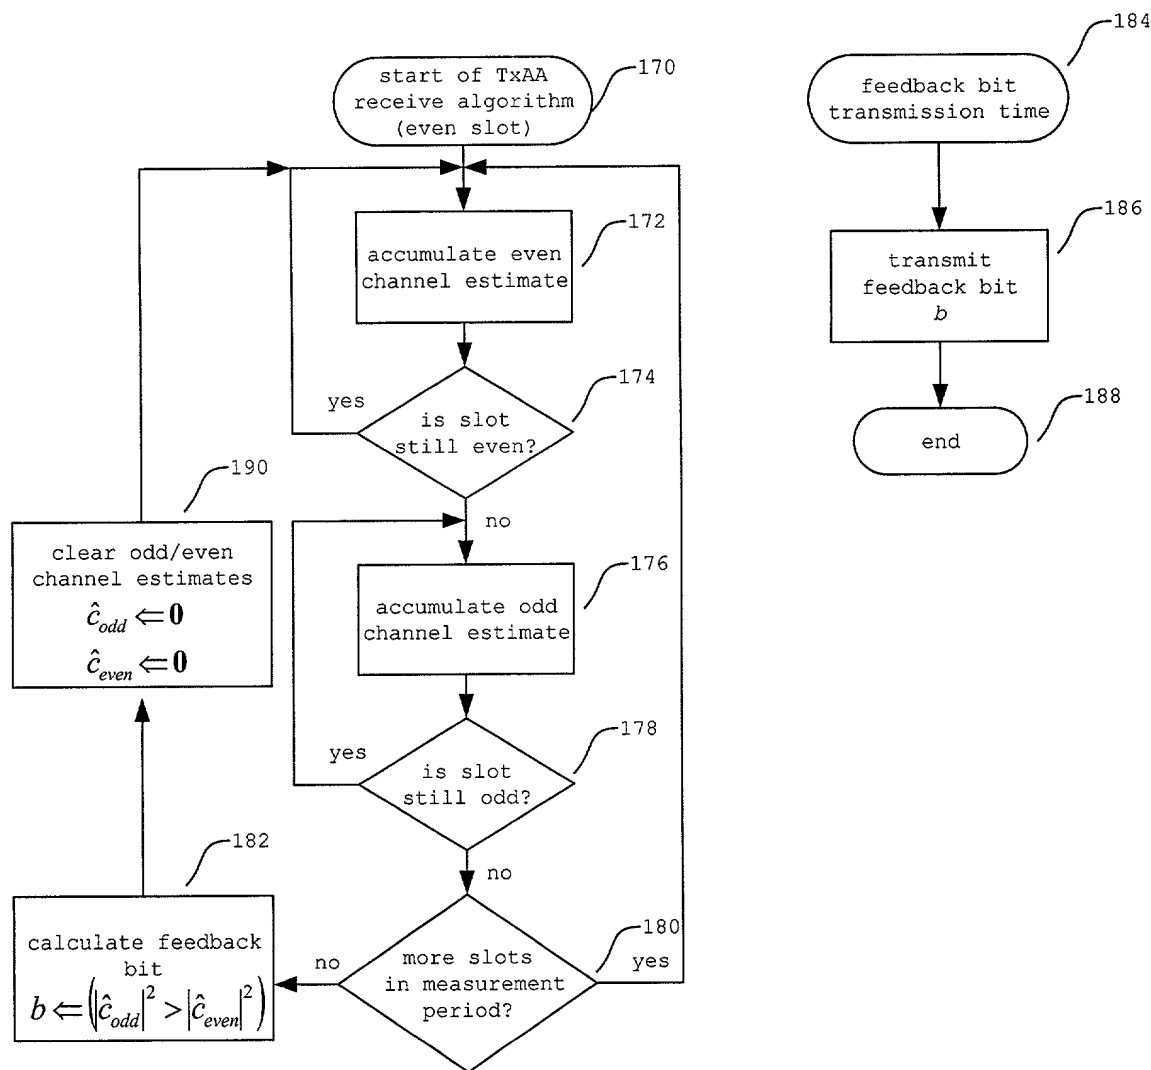 start of TxAA
receive algorithm
(even slot)
170
accumulate even
channel estimate
172
is slot
still even?
174
yes
no
accumulate odd
channel estimate
176
is slot
still odd?
178
yes
no
more slots
in measurement
period?
180
yes
no
calculate feedback
bit
b ⇐ (|ĉ_odd|² > |ĉ_even|²)
182
clear odd/even
channel estimates
ĉ_odd ⇐ 0
ĉ_even ⇐ 0
190
feedback bit
transmission time
184
transmit
feedback bit
b
186
end
188